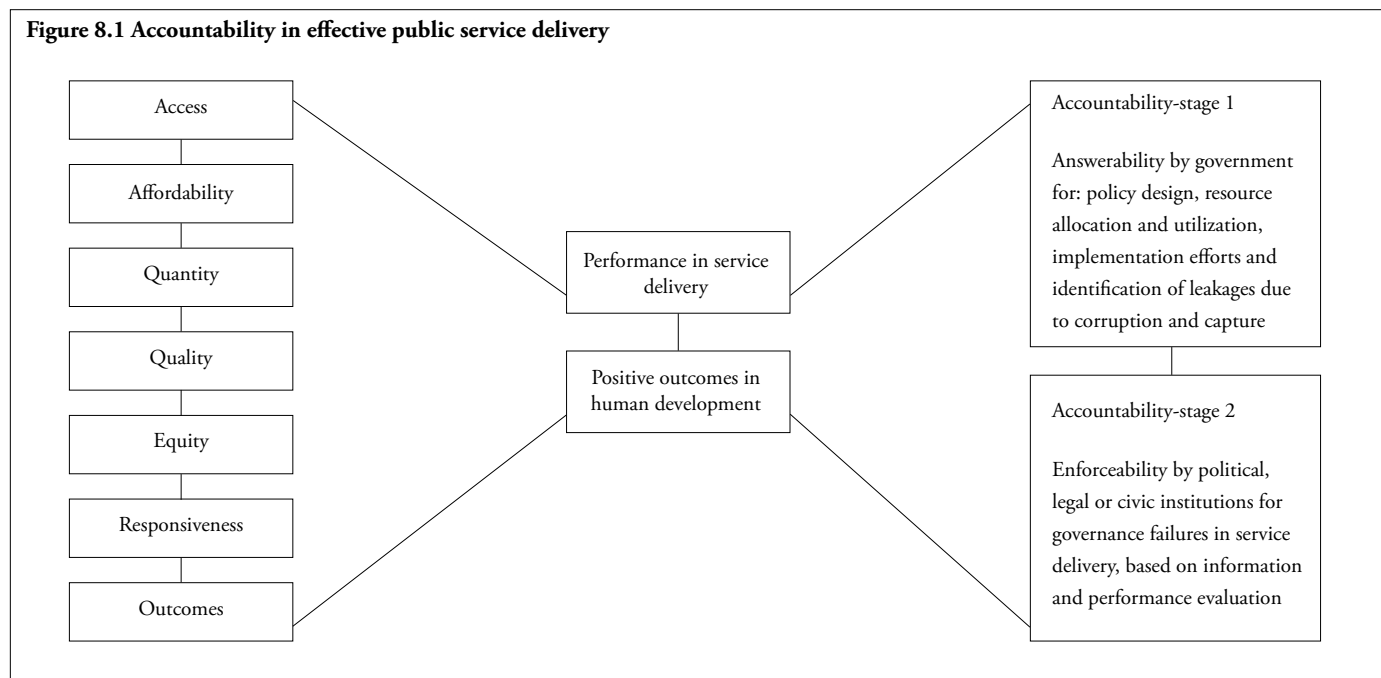 Figure 8.1 Accountability in effective public service delivery
Access
Affordability
Quantity
Quality
Equity
Responsiveness
Outcomes
Performance in service
delivery
Positive outcomes in
human development
Accountability-stage 1
Answerability by government
for: policy design, resource
allocation and utilization,
implementation efforts and
identification of leakages due
to corruption and capture
Accountability-stage 2
Enforceability by political,
legal or civic institutions for
governance failures in service
delivery, based on information
and performance evaluation